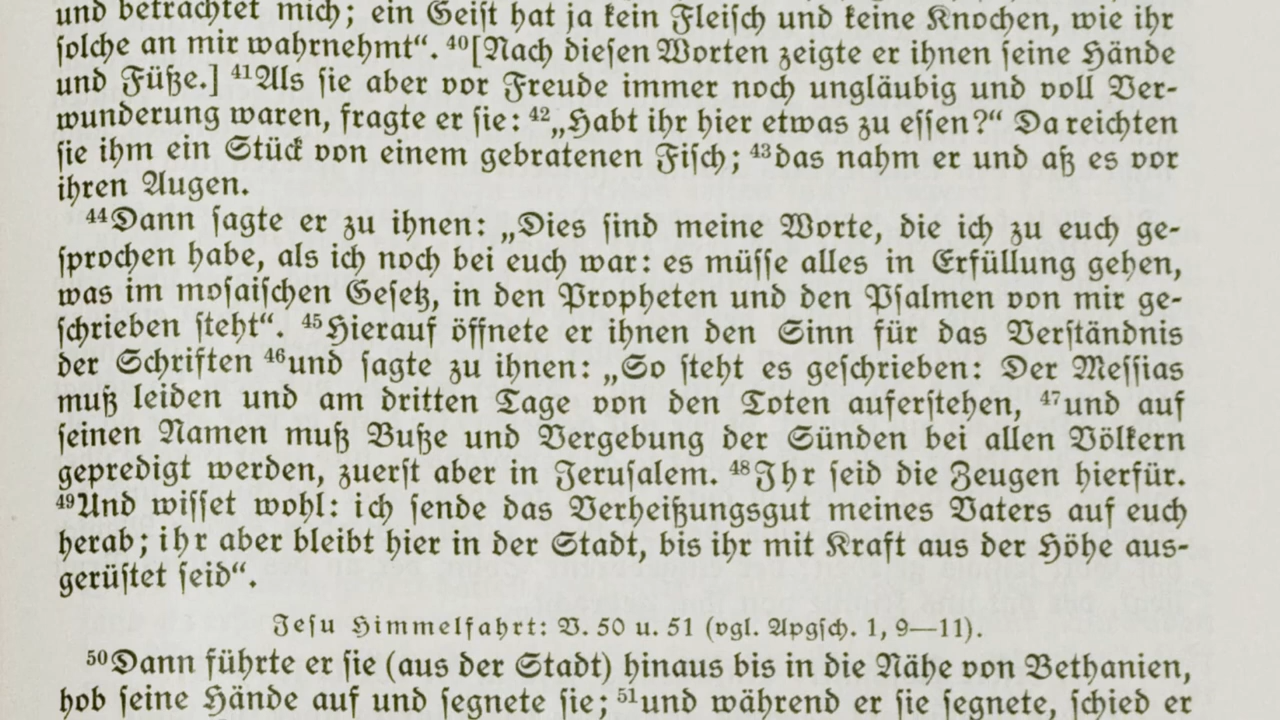 und betrachtet mich; ein Geist hat ja kein Fleisch und keine Knochen, wie ihr
solche an mir wahrnehmt“. ⁴⁰[Nach diesen Worten zeigte er ihnen seine Hände
und Füße.] ⁴¹Als sie aber vor Freude immer noch ungläubig und voll Ver-
wunderung waren, fragte er sie: ⁴²„Habt ihr hier etwas zu essen?“ Da reichten
sie ihm ein Stück von einem gebratenen Fisch; ⁴³das nahm er und aß es vor
ihren Augen.
⁴⁴Dann sagte er zu ihnen: „Dies sind meine Worte, die ich zu euch ge-
sprochen habe, als ich noch bei euch war: es müsse alles in Erfüllung gehen,
was im mosaischen Gesetz, in den Propheten und den Psalmen von mir ge-
schrieben steht“. ⁴⁵Hierauf öffnete er ihnen den Sinn für das Verständnis
der Schriften ⁴⁶und sagte zu ihnen: „So steht es geschrieben: Der Messias
muß leiden und am dritten Tage von den Toten auferstehen, ⁴⁷und auf
seinen Namen muß Buße und Vergebung der Sünden bei allen Völkern
gepredigt werden, zuerst aber in Jerusalem. ⁴⁸Ihr seid die Zeugen hierfür.
⁴⁹Und wisset wohl: ich sende das Verheißungsgut meines Vaters auf euch
herab; ihr aber bleibt hier in der Stadt, bis ihr mit Kraft aus der Höhe aus-
gerüstet seid“.
Jesu Himmelfahrt: V. 50 u. 51 (vgl. Apgsch. 1, 9—11).
⁵⁰Dann führte er sie (aus der Stadt) hinaus bis in die Nähe von Bethanien,
hob seine Hände auf und segnete sie; ⁵¹und während er sie segnete, schied er